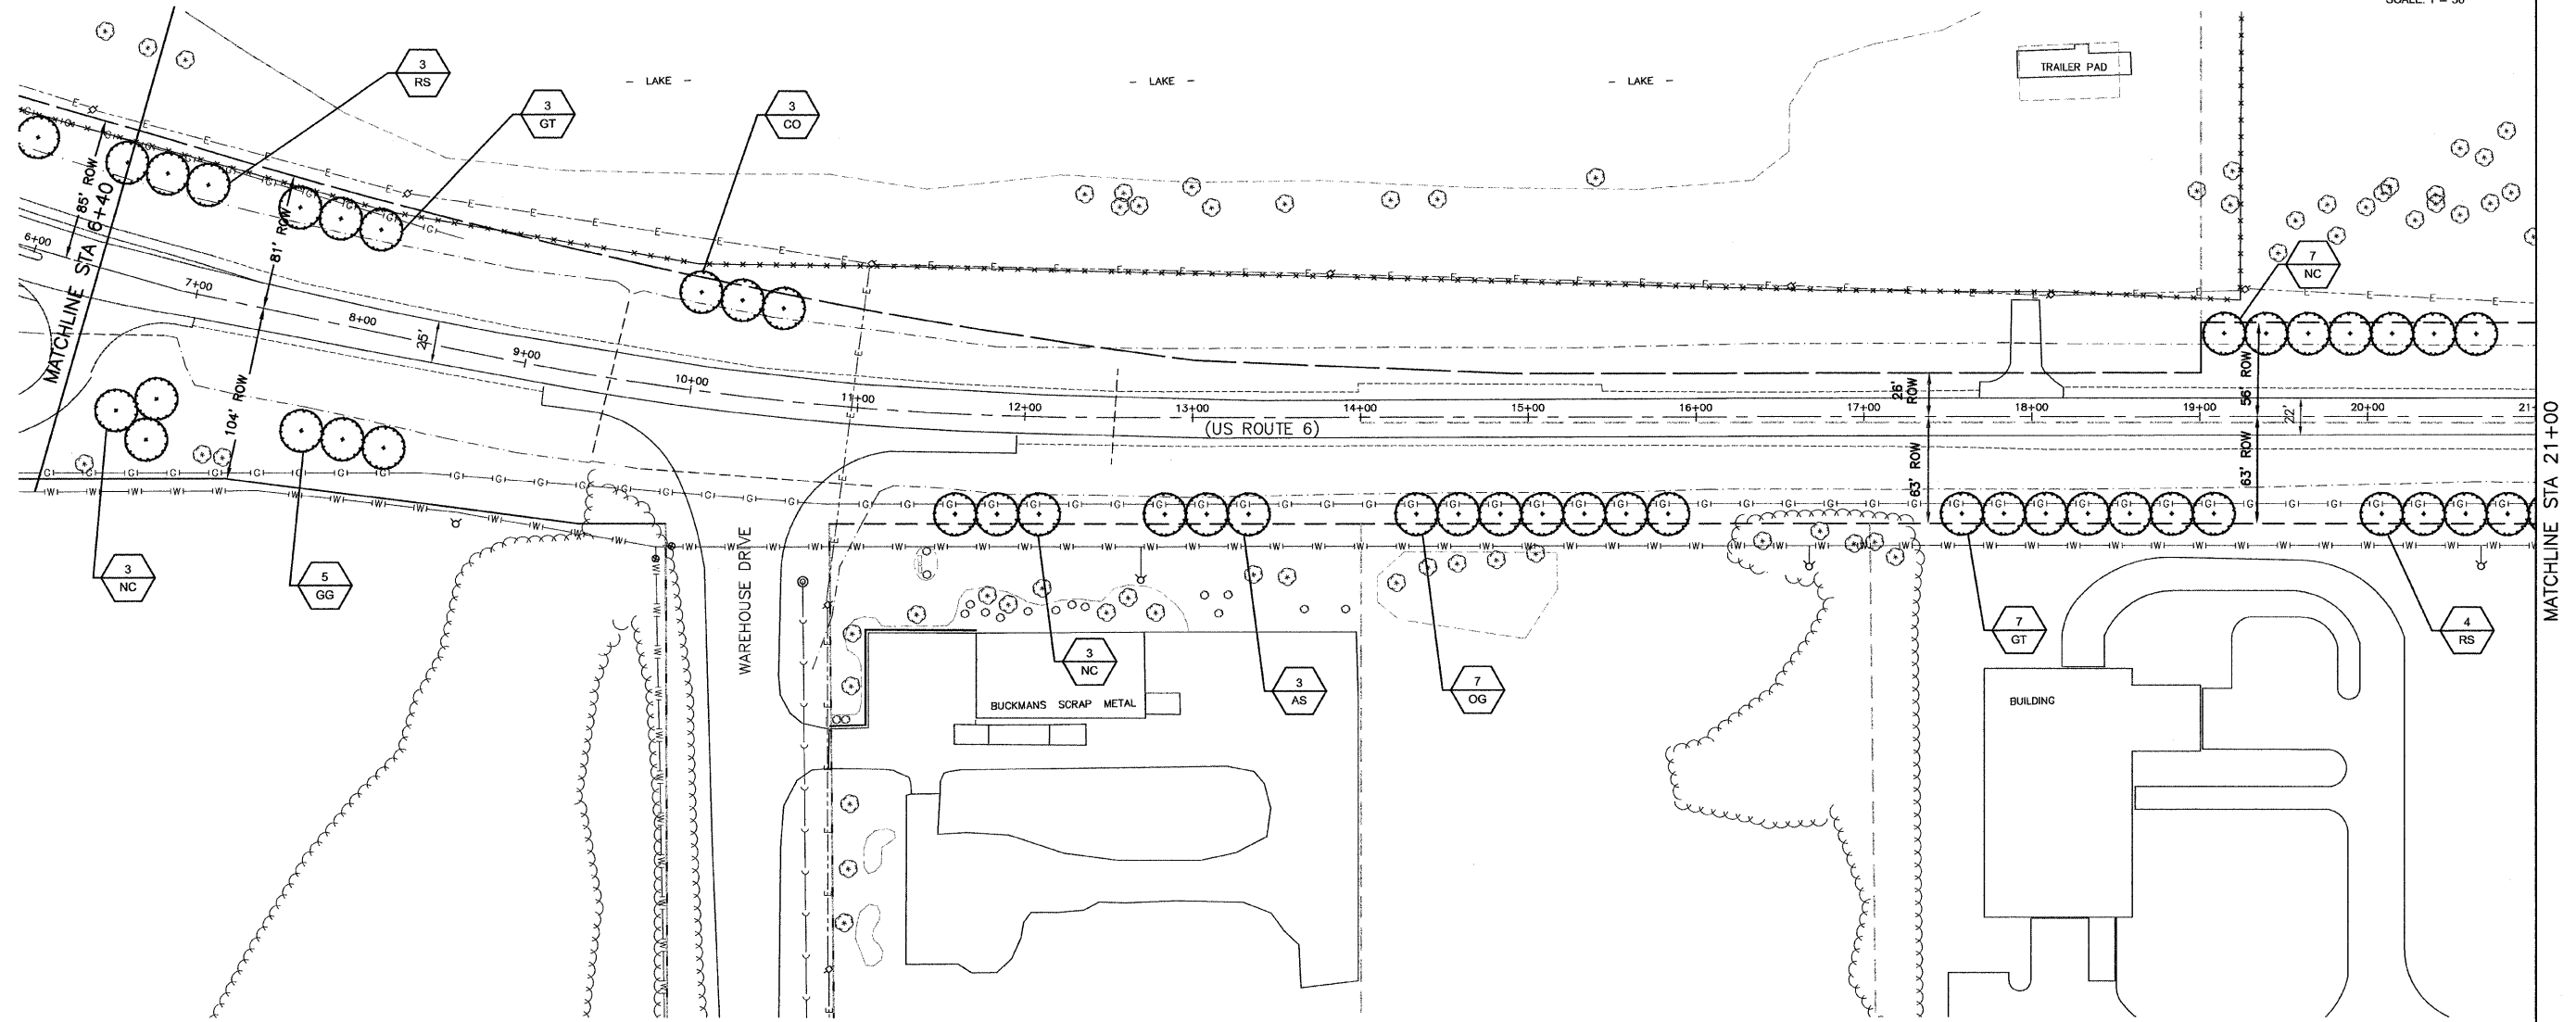 3
RS
3
GT
3
CO
- LAKE -
- LAKE -
- LAKE -
TRAILER PAD
7
NC
MATCHLINE STA 6+40
85' ROW
81' ROW
104' ROW
25'
6+00
7+00
8+00
9+00
10+00
11+00
12+00
13+00
14+00
15+00
16+00
17+00
18+00
19+00
20+00
21+
(US ROUTE 6)
26'
ROW
63' ROW
56' ROW
63' ROW
22'
MATCHLINE STA 21+00
3
NC
5
GG
WAREHOUSE DRIVE
3
NC
3
AS
7
OG
7
GT
4
RS
BUCKMANS SCRAP METAL
BUILDING